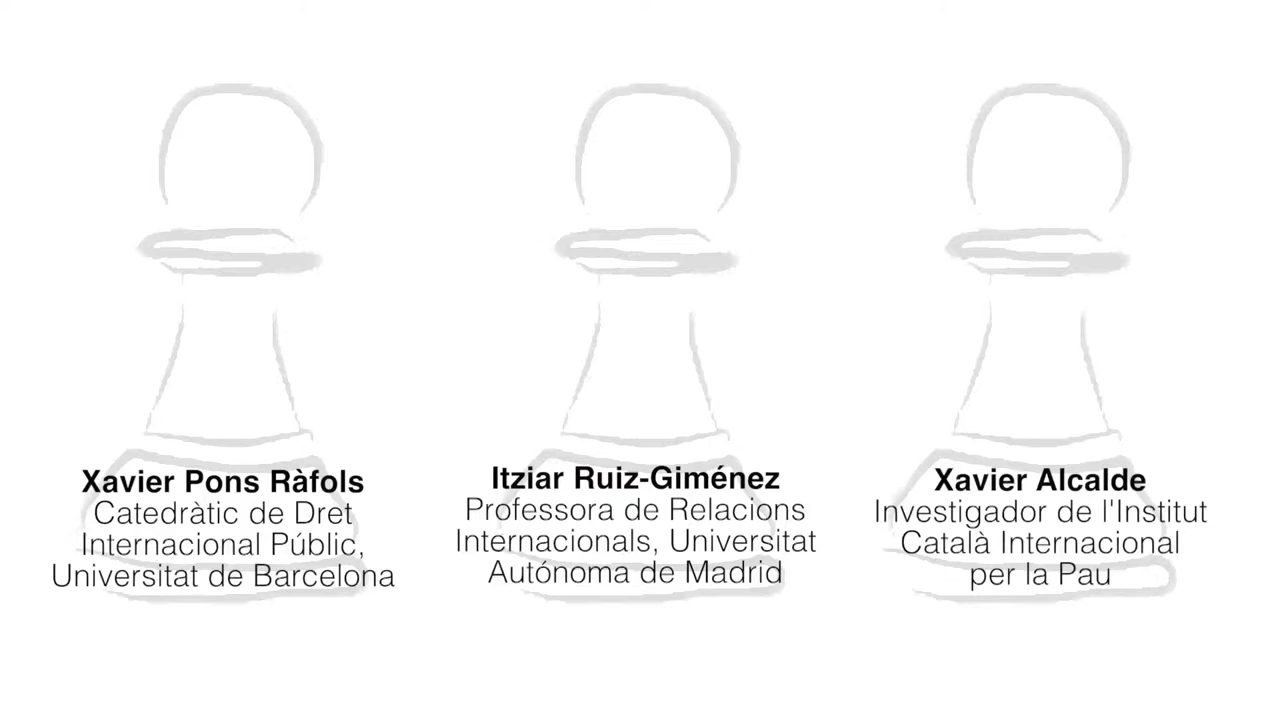 Xavier Pons Ràfols
Catedràtic de Dret
Internacional Públic,
Universitat de Barcelona
Itziar Ruiz-Giménez
Professora de Relacions
Internacionals, Universitat
Autónoma de Madrid
Xavier Alcalde
Investigador de l'Institut
Català Internacional
per la Pau